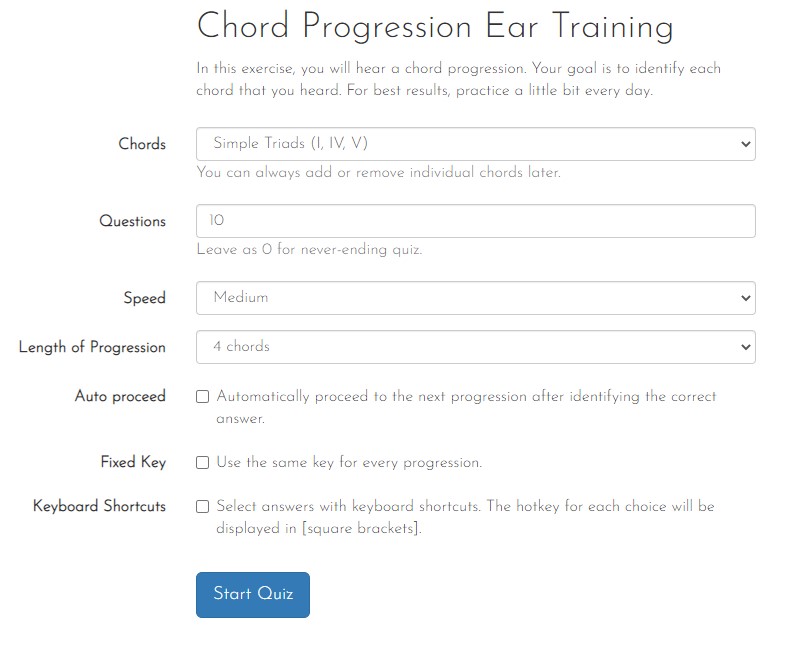 Chord Progression Ear Training
In this exercise, you will hear a chord progression. Your goal is to identify each
chord that you heard. For best results, practice a little bit every day.
Chords
Simple Triads (I, IV, V)
You can always add or remove individual chords later.
Questions
10
Leave as 0 for never-ending quiz.
Speed
Medium
Length of Progression
4 chords
Auto proceed
Automatically proceed to the next progression after identifying the correct
answer.
Fixed Key
Use the same key for every progression.
Keyboard Shortcuts
Select answers with keyboard shortcuts. The hotkey for each choice will be
displayed in [square brackets].
Start Quiz